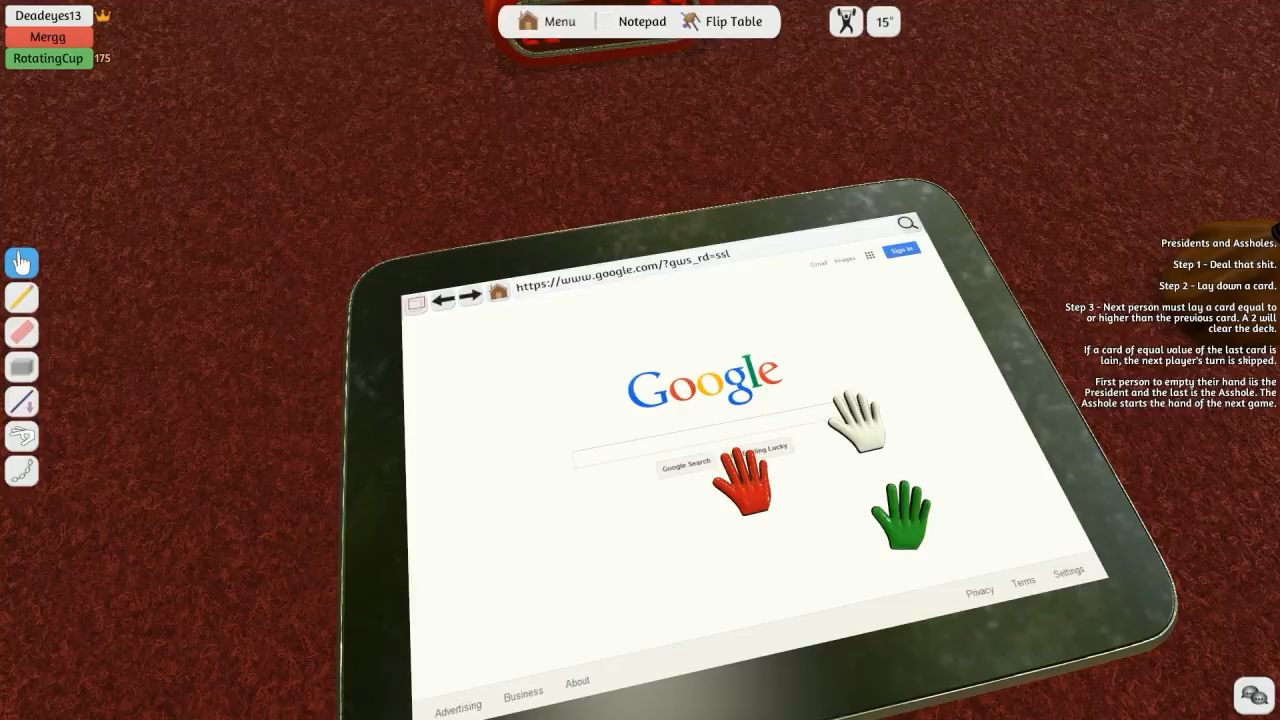 Deadeyes13
Mergg
RotatingCup 175
Menu Notepad Flip Table
15°
https://www.google.com/?gws_rd=ssl
Gmail Images Sign in
Google
Google Search ling Lucky
Privacy Terms Settings
Advertising Business About
Presidents and Assholes.
Step 1 - Deal that shit.
Step 2 - Lay down a card.
Step 3 - Next person must lay a card equal to
or higher than the previous card. A 2 will
clear the deck.
If a card of equal value of the last card is
lain, the next player's turn is skipped.
First person to empty their hand iis the
President and the last is the Asshole. The
Asshole starts the hand of the next game.